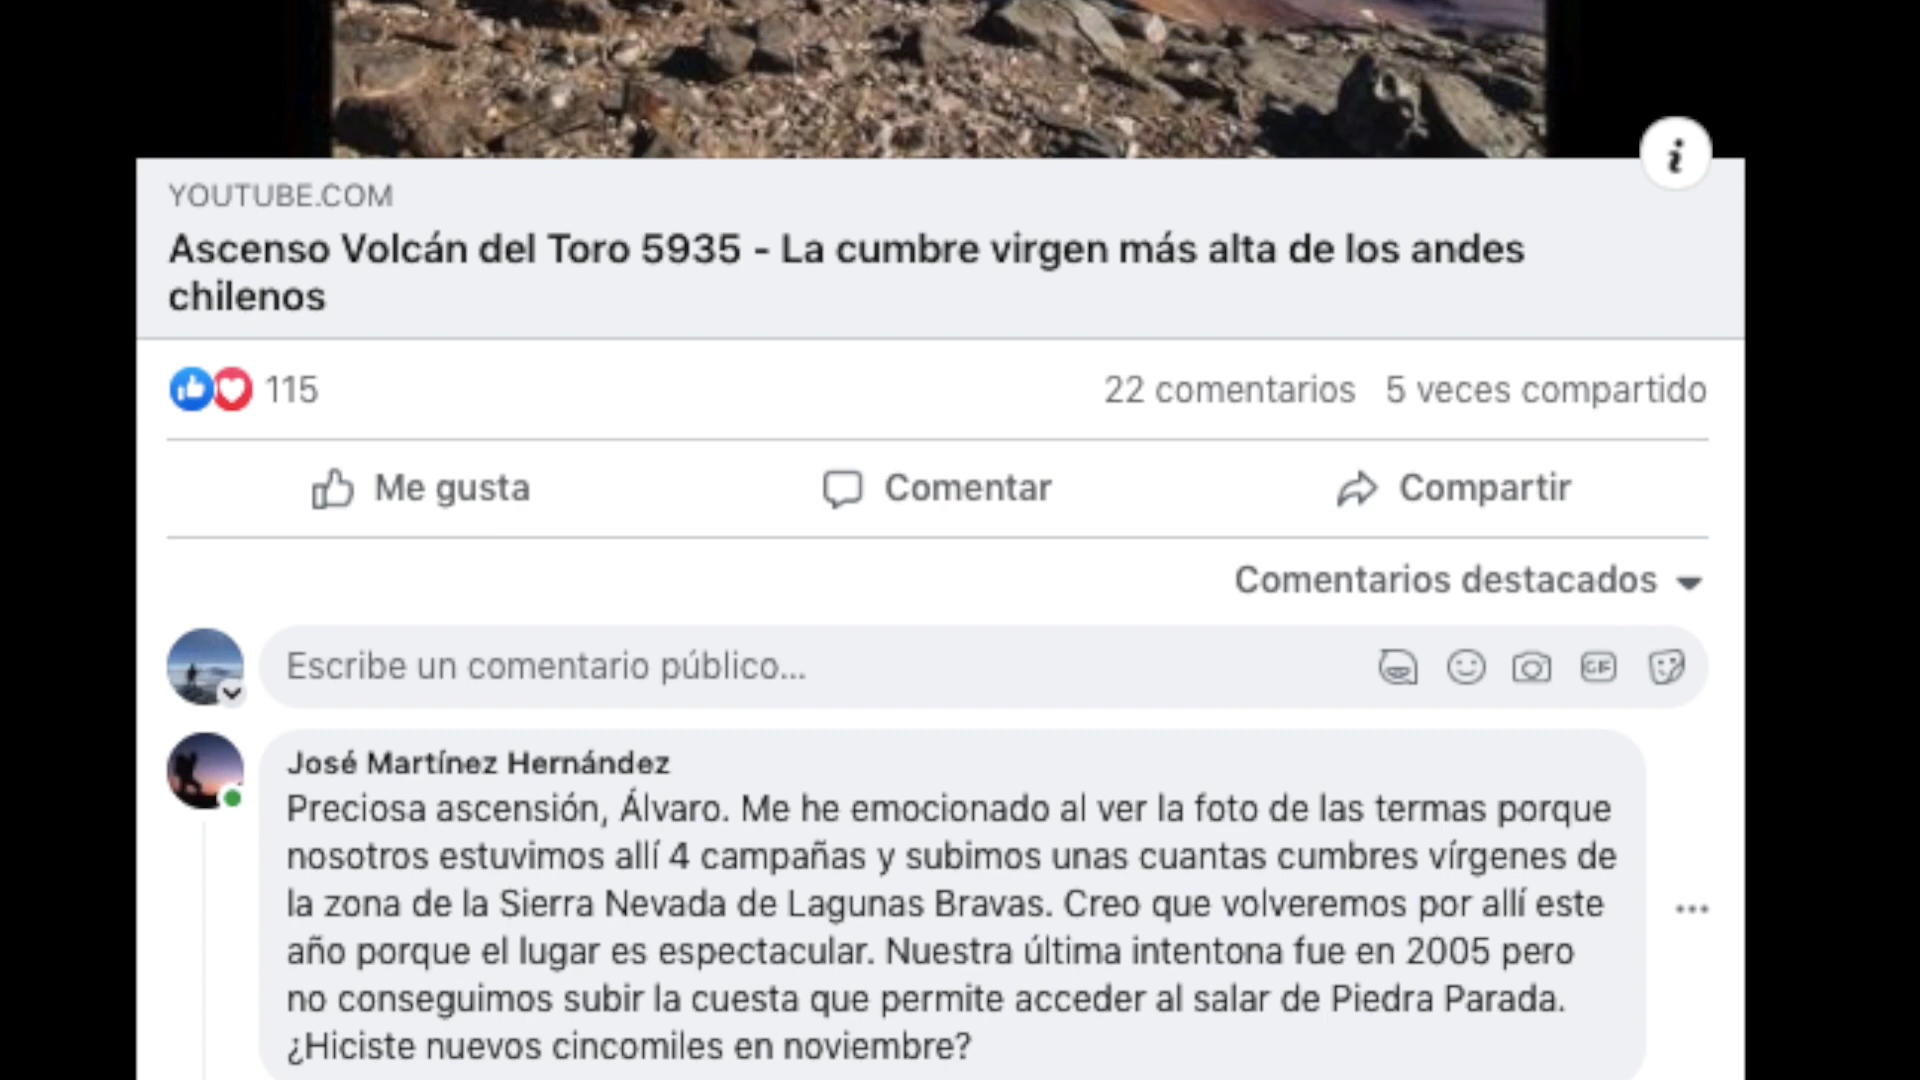 YOUTUBE.COM
Ascenso Volcán del Toro 5935 - La cumbre virgen más alta de los andes
chilenos
115
22 comentarios 5 veces compartido
Me gusta Comentar Compartir
Comentarios destacados
Escribe un comentario público...
GIF
José Martínez Hernández
Preciosa ascensión, Álvaro. Me he emocionado al ver la foto de las termas porque
nosotros estuvimos allí 4 campañas y subimos unas cuantas cumbres vírgenes de
la zona de la Sierra Nevada de Lagunas Bravas. Creo que volveremos por allí este
año porque el lugar es espectacular. Nuestra última intentona fue en 2005 pero
no conseguimos subir la cuesta que permite acceder al salar de Piedra Parada.
¿Hiciste nuevos cincomiles en noviembre?